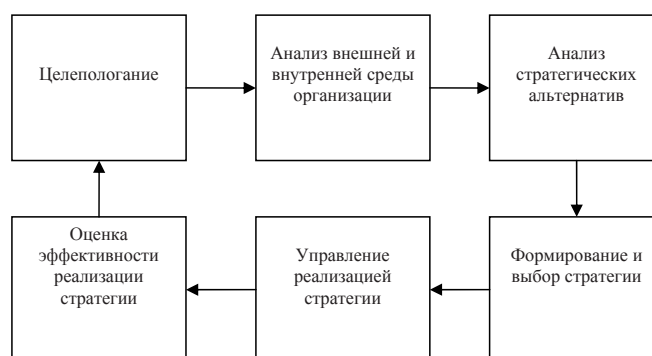 Целепологание
Анализ внешней и
внутренней среды
организации
Анализ
стратегических
альтернатив
Оценка
эффективности
реализации
стратегии
Управление
реализацией
стратегии
Формирование и
выбор стратегии